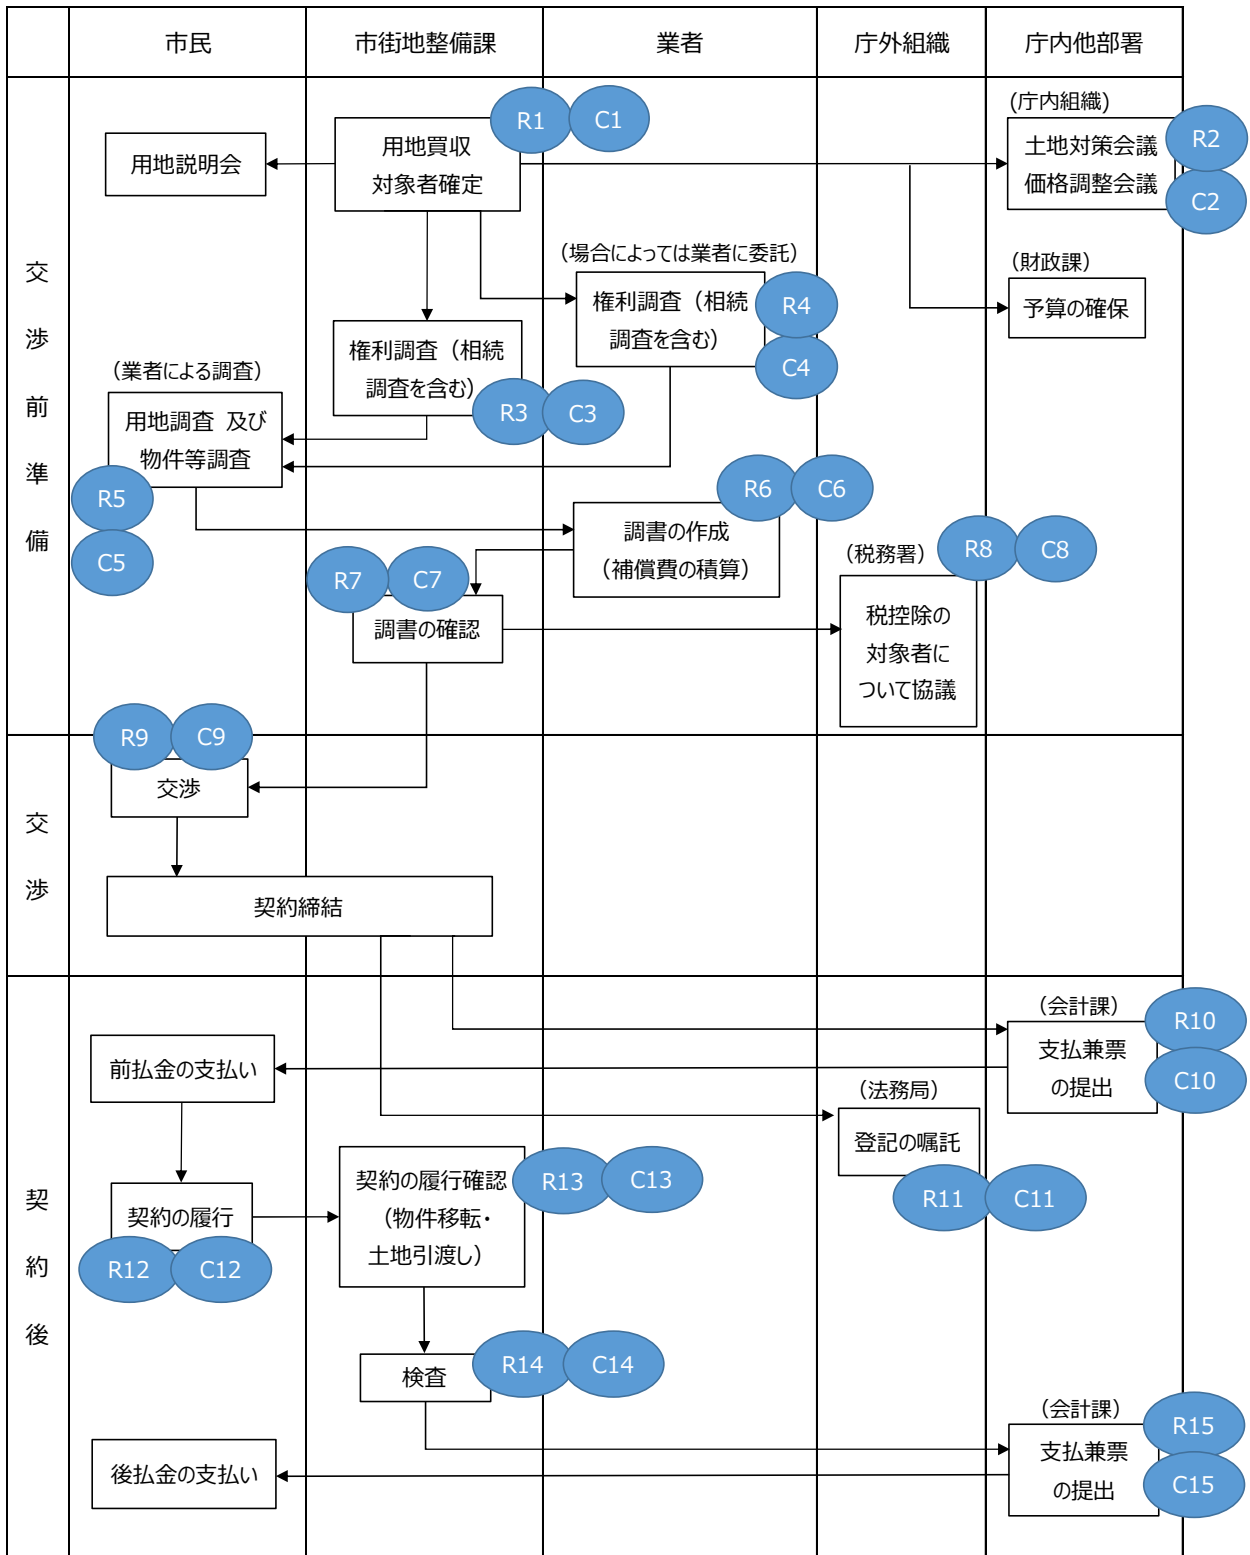 市民
市街地整備課
業者
庁外組織
庁内他部署
交
渉
前
準
備
R1
C1
用地買収
対象者確定
用地説明会
(庁内組織)
土地対策会議
価格調整会議
R2
C2
(場合によっては業者に委託)
権利調査（相続
調査を含む）
R4
C4
(財政課)
予算の確保
権利調査（相続
調査を含む）
R3
C3
(業者による調査)
用地調査 及び
物件等調査
R5
C5
R6
C6
調書の作成
（補償費の積算）
R7
C7
調書の確認
(税務署)
R8
C8
税控除の
対象者に
ついて協議
交
渉
R9
C9
交渉
契約締結
契
約
後
(会計課)
支払兼票
の提出
R10
C10
前払金の支払い
(法務局)
登記の嘱託
R11
C11
契約の履行
R12
C12
契約の履行確認
（物件移転・
土地引渡し）
R13
C13
検査
R14
C14
(会計課)
支払兼票
の提出
R15
C15
後払金の支払い